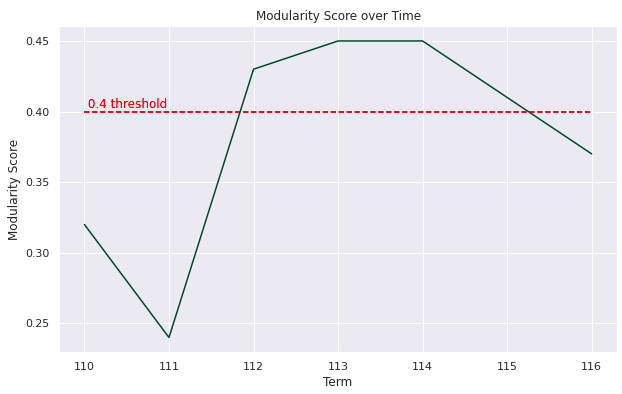 Modularity Score over Time
0.45
0.40
0.35
0.30
0.25
Modularity Score
0.4 threshold
110 111 112 113 114 115 116
Term